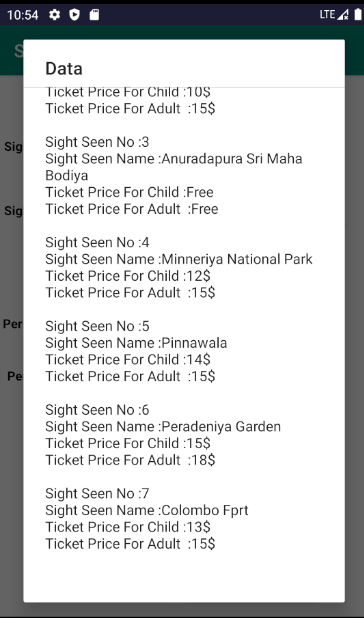 10:54
LTE
S
Data
Ticket Price For Child :10$
Ticket Price For Adult  :15$
Sig
Sight Seen No :3
Sight Seen Name :Anuradapura Sri Maha
Bodiya
Ticket Price For Child :Free
Sig
Ticket Price For Adult  :Free
Sight Seen No :4
Sight Seen Name :Minneriya National Park
Ticket Price For Child :12$
Ticket Price For Adult  :15$
Per
Sight Seen No :5
Sight Seen Name :Pinnawala
Ticket Price For Child :14$
Pe
Ticket Price For Adult  :15$
Sight Seen No :6
Sight Seen Name :Peradeniya Garden
Ticket Price For Child :15$
Ticket Price For Adult  :18$
Sight Seen No :7
Sight Seen Name :Colombo Fprt
Ticket Price For Child :13$
Ticket Price For Adult  :15$